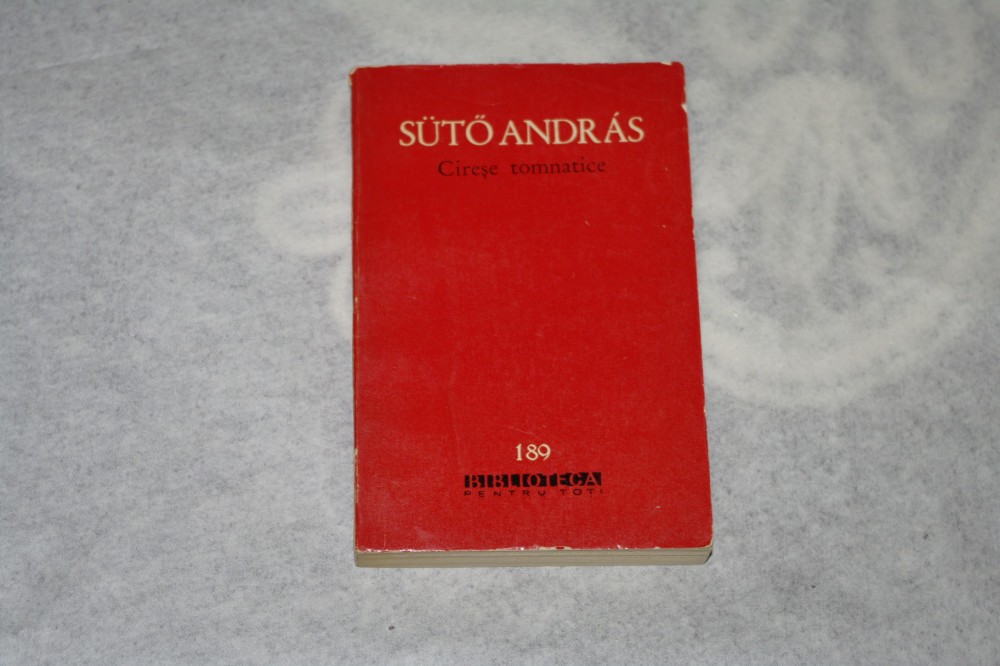 SÜTŐ ANDRÁS
Cireşe tomnatice
189
BIBLIOTECA
PENTRU TOŢI